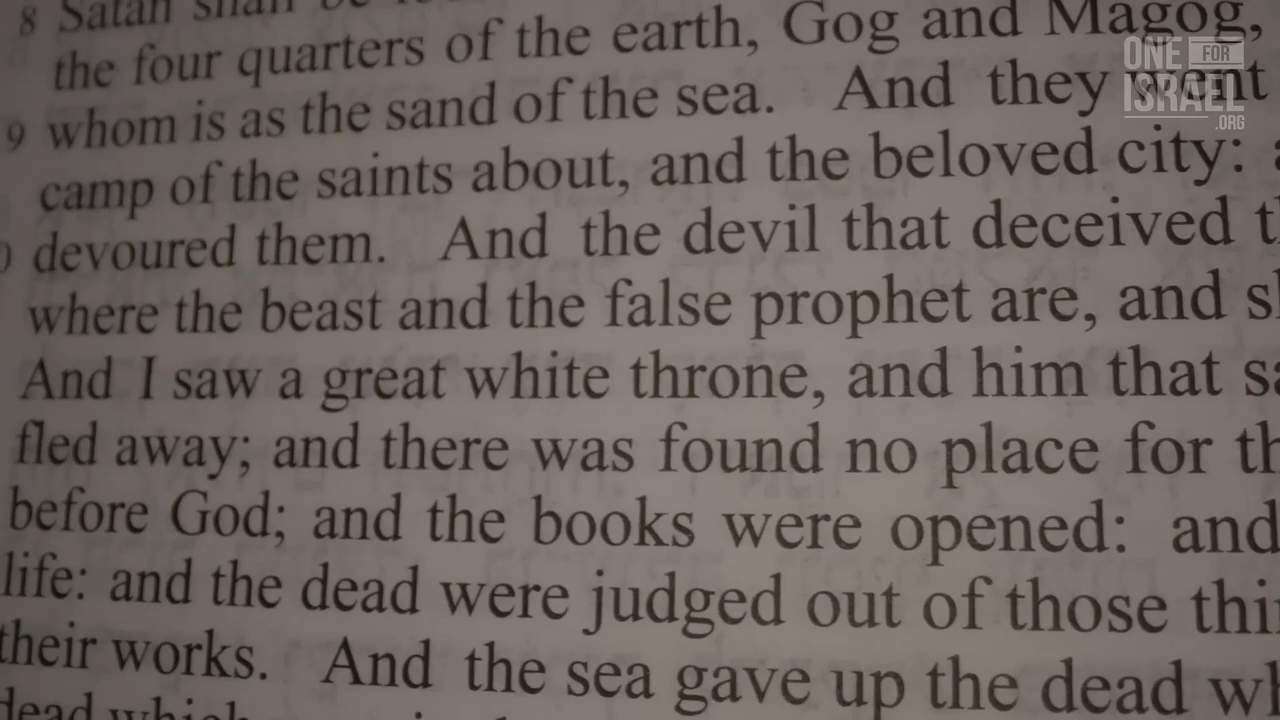 8 Satan shall be
the four quarters of the earth, Gog and Magog,
9 whom is as the sand of the sea. And they went
camp of the saints about, and the beloved city:
devoured them. And the devil that deceived
where the beast and the false prophet are, and
And I saw a great white throne, and him that
fled away; and there was found no place for
before God; and the books were opened: and
life: and the dead were judged out of those
their works. And the sea gave up the dead
dead which
ONE FOR
ISRAEL
.ORG